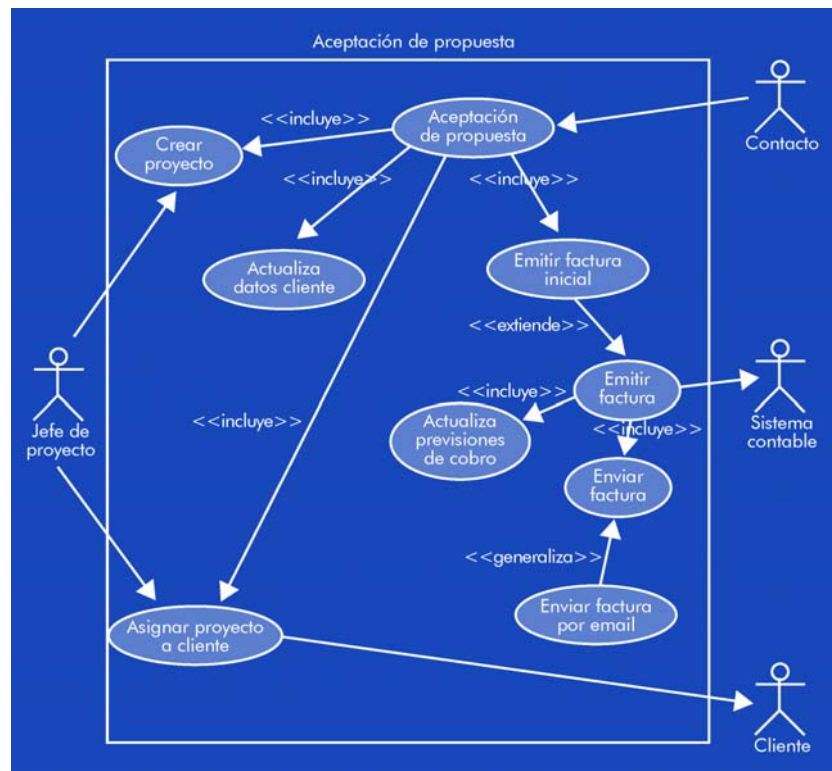 Aceptación de propuesta
<<incluye>>
Aceptación
de propuesta
Crear
proyecto
Contacto
<<incluye>>
<<incluye>>
Actualiza
datos cliente
Emitir factura
inicial
<<extiende>>
Emitir
factura
<<incluye>>
Jefe de
proyecto
<<incluye>>
Actualiza
previsiones
de cobro
<<incluye>>
Sistema
contable
Enviar
factura
<<generaliza>>
Enviar factura
por email
Asignar proyecto
a cliente
Cliente